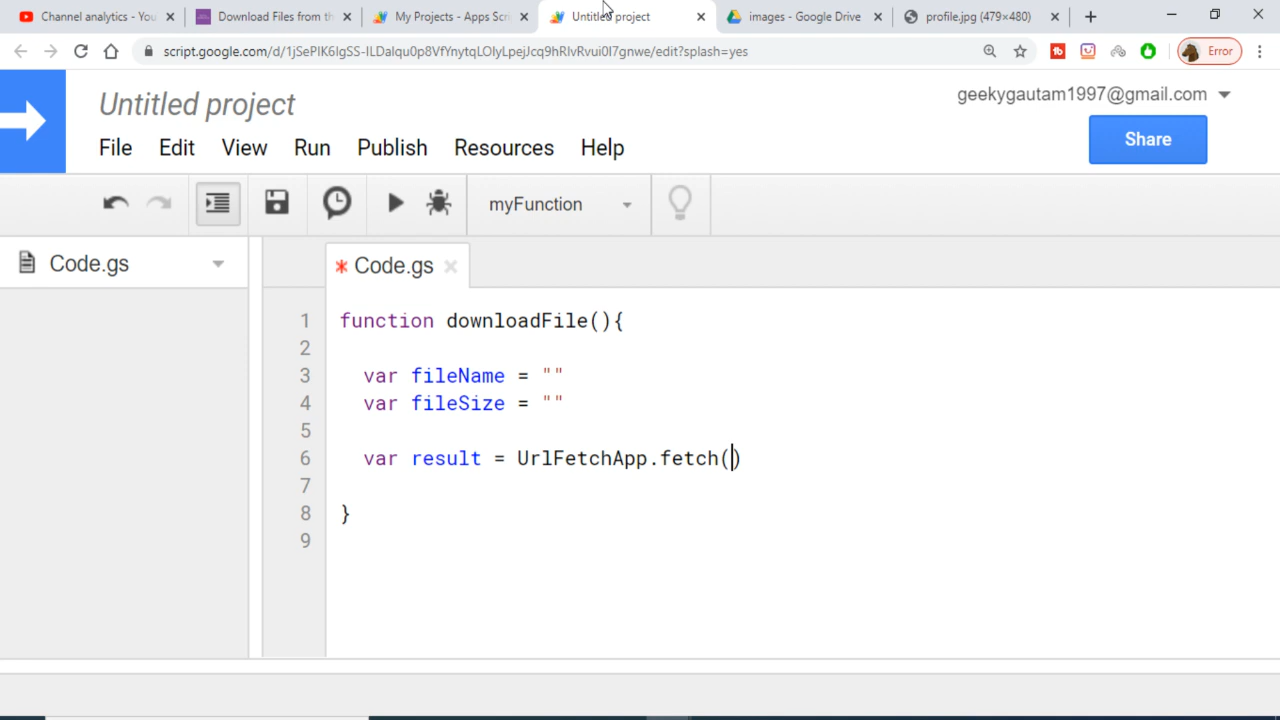 Channel analytics - You
Download Files from th
My Projects - Apps Scr
Untitled project
images - Google Drive
profile.jpg (479×480)
script.google.com/d/1jSePIK6IgSS-ILDaIqu0p8VfYnytqLOIyLpejJcq9hRlvRvui0I7gnwe/edit?splash=yes
Error
Untitled project
geekygautam1997@gmail.com
File Edit View Run Publish Resources Help
Share
myFunction
Code.gs
Code.gs
1 function downloadFile(){
2
3 var fileName = ""
4 var fileSize = ""
5
6 var result = UrlFetchApp.fetch()
7
8 }
9